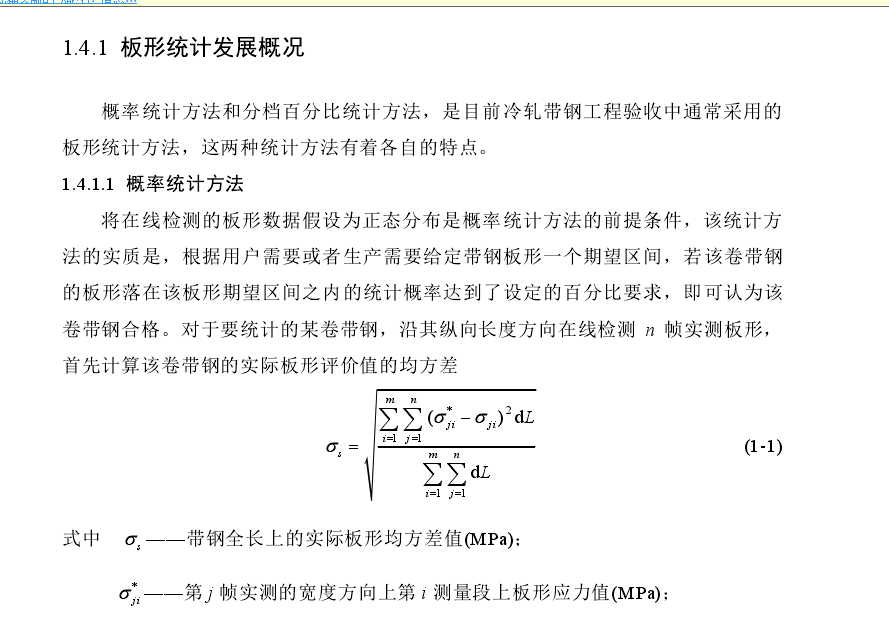 1.4.1 板形统计发展概况
概率统计方法和分档百分比统计方法，是目前冷轧带钢工程验收中通常采用的
板形统计方法，这两种统计方法有着各自的特点。
1.4.1.1 概率统计方法
将在线检测的板形数据假设为正态分布是概率统计方法的前提条件，该统计方
法的实质是，根据用户需要或者生产需要给定带钢板形一个期望区间，若该卷带钢
的板形落在该板形期望区间之内的统计概率达到了设定的百分比要求，即可认为该
卷带钢合格。对于要统计的某卷带钢，沿其纵向长度方向在线检测 n 帧实测板形，
首先计算该卷带钢的实际板形评价值的均方差
σ_s = √( ∑_{i=1}^{m} ∑_{j=1}^{n} (σ*_{ji} − σ_{ji})² dL / ∑_{i=1}^{m} ∑_{j=1}^{n} dL ) (1-1)
式中 σ_s ——带钢全长上的实际板形均方差值(MPa)；
σ*_{ji} ——第 j 帧实测的宽度方向上第 i 测量段上板形应力值(MPa)；